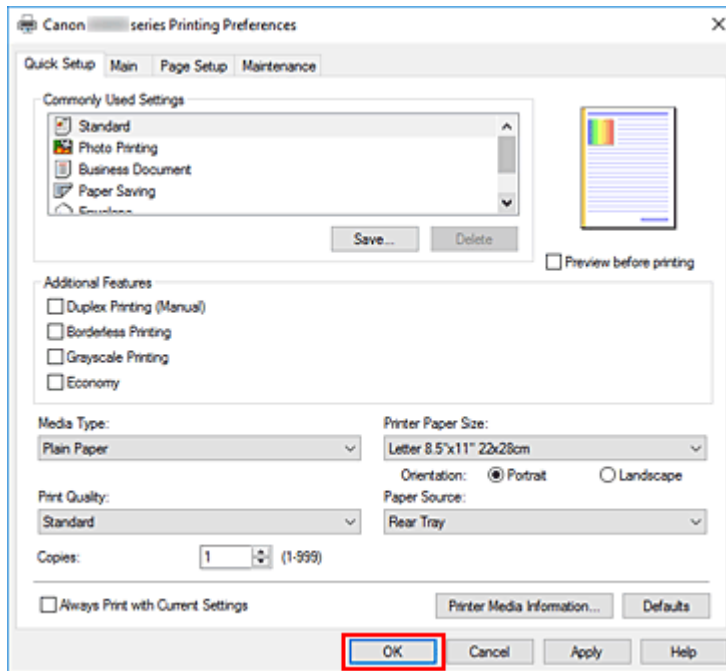 Canon series Printing Preferences
Quick Setup Main Page Setup Maintenance
Commonly Used Settings
Standard
Photo Printing
Business Document
Paper Saving
Envelope
Save... Delete
Preview before printing
Additional Features
Duplex Printing (Manual)
Borderless Printing
Grayscale Printing
Economy
Media Type: Printer Paper Size:
Plain Paper Letter 8.5"x11" 22x28cm
Orientation: Portrait Landscape
Print Quality: Paper Source:
Standard Rear Tray
Copies: 1 (1-999)
Always Print with Current Settings Printer Media Information... Defaults
OK Cancel Apply Help